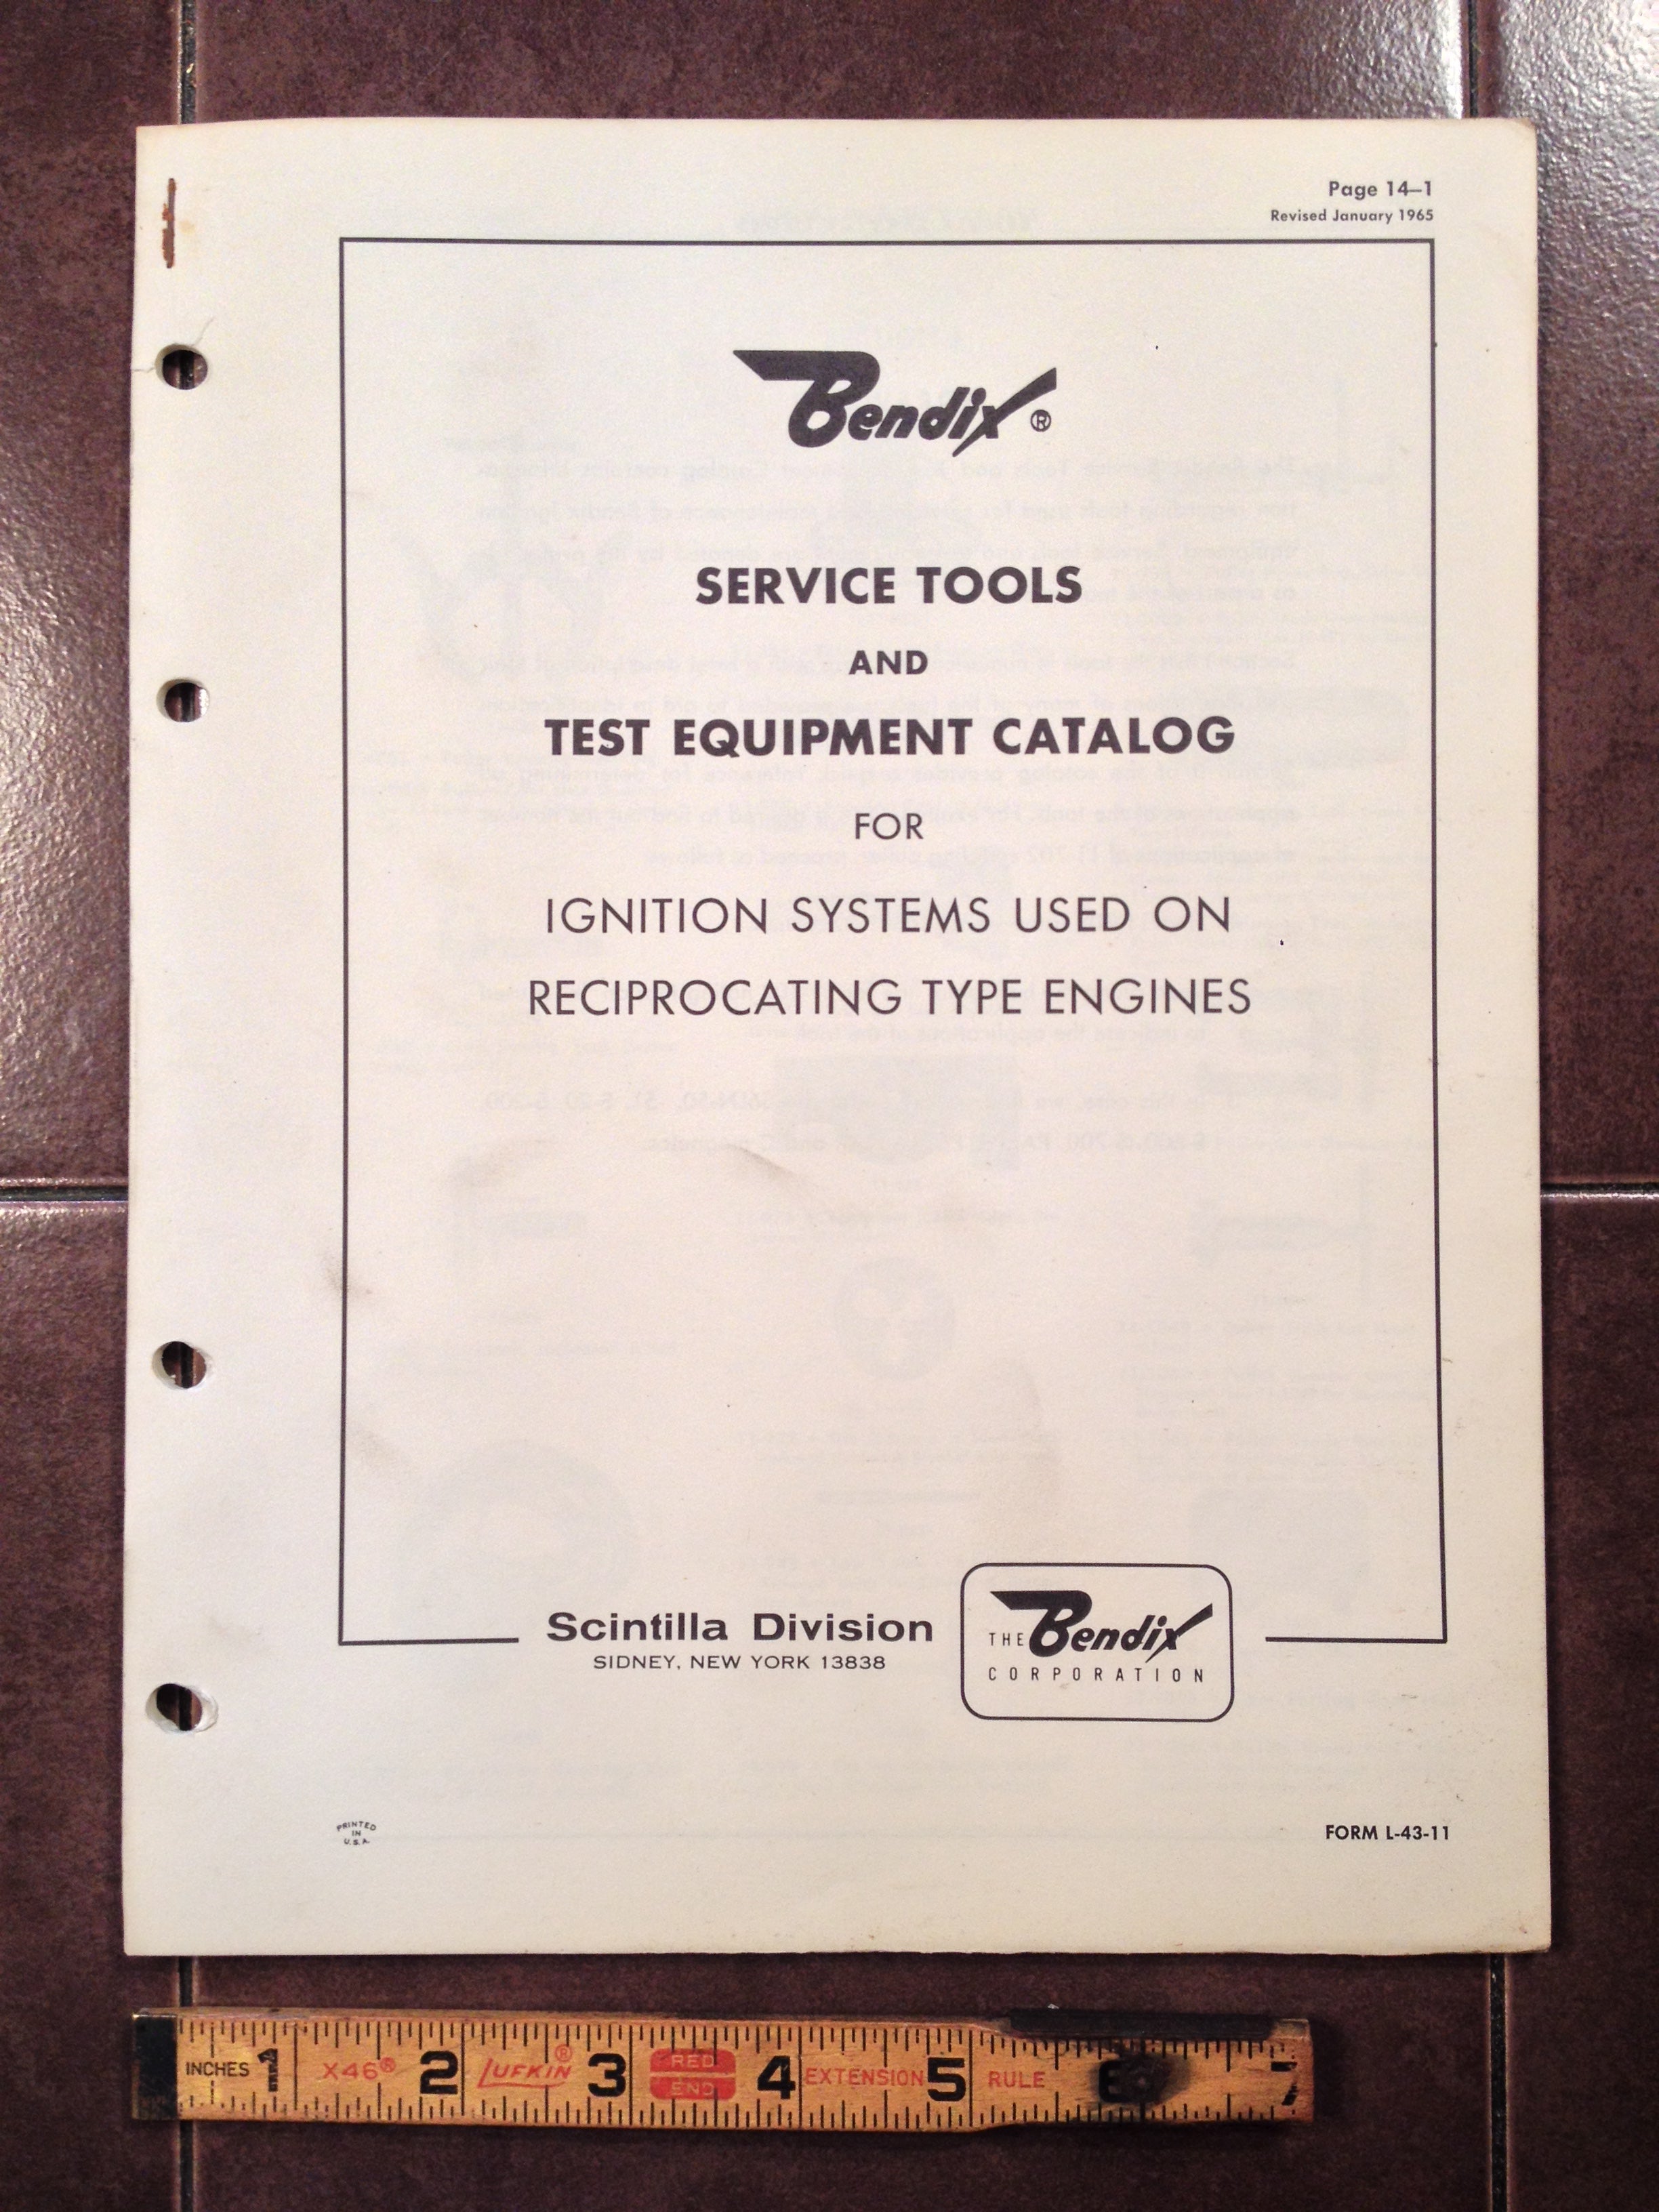 Page 14–1
Revised January 1965
Bendix®
SERVICE TOOLS
AND
TEST EQUIPMENT CATALOG
FOR
IGNITION SYSTEMS USED ON
RECIPROCATING TYPE ENGINES
Scintilla Division
SIDNEY, NEW YORK 13838
THE Bendix
CORPORATION
PRINTED
IN
U.S.A.
FORM L-43-11
INCHES 1 X46® 2 LUFKIN® 3 RED END 4 EXTENSION 5 RULE 6 7